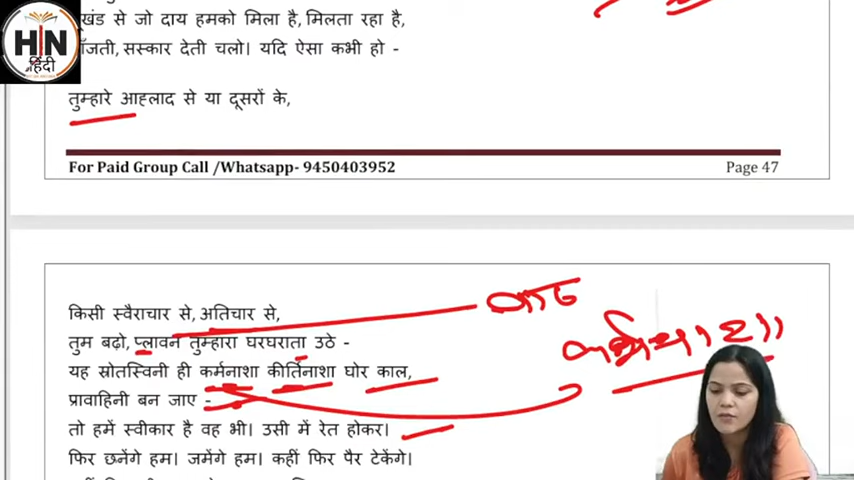 HIN
हिंदी
खंड से जो दाय हमको मिला है, मिलता रहा है,
माँजती, सस्कार देती चलो। यदि ऐसा कभी हो -
तुम्हारे आह्लाद से या दूसरों के,
For Paid Group Call /Whatsapp- 9450403952
Page 47
किसी स्वैराचार से, अतिचार से,
तुम बढ़ो, प्लावन तुम्हारा घरघराता उठे -
बाढ
यह स्रोतस्विनी ही कर्मनाशा कीर्तिनाशा घोर काल,
प्रावाहिनी बन जाए -
तो हमें स्वीकार है वह भी। उसी में रेत होकर।
फिर छनेंगे हम। जमेंगे हम। कहीं फिर पैर टेकेंगे।